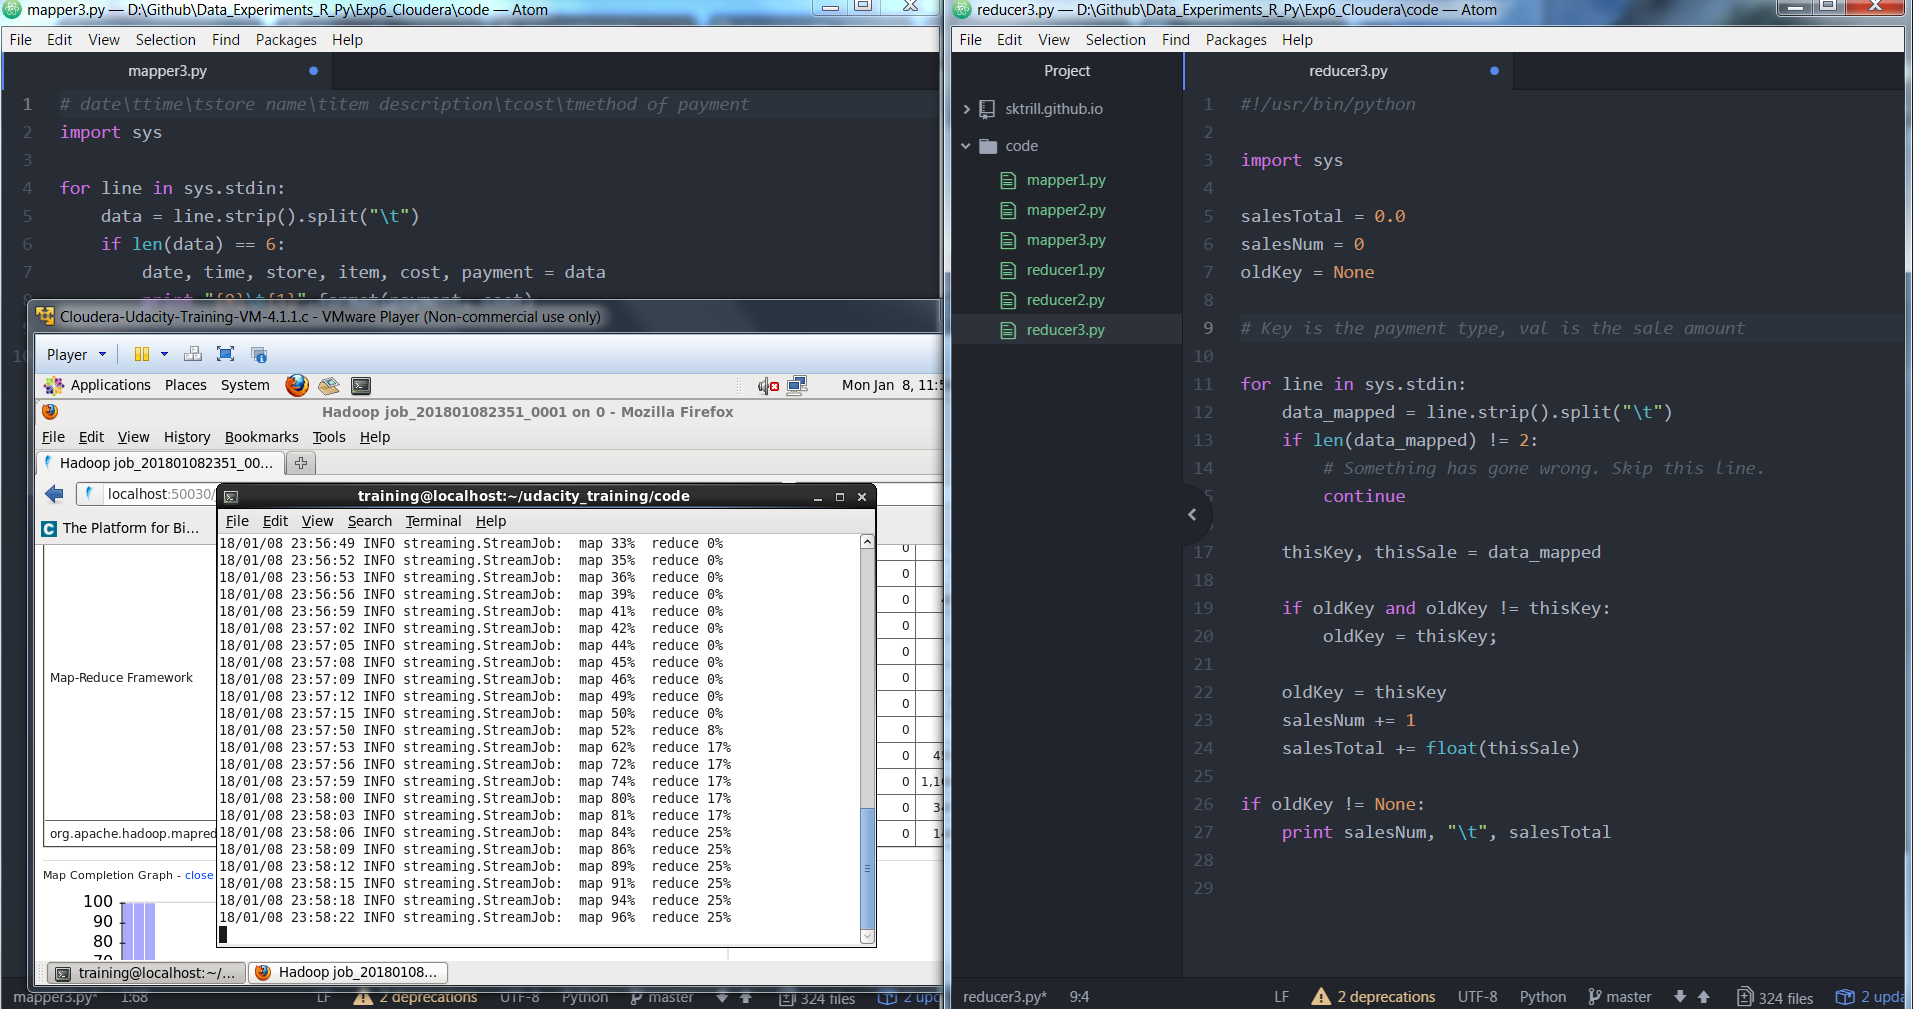 mapper3.py — D:\Github\Data_Experiments_R_Py\Exp6_Cloudera\code — Atom
File Edit View Selection Find Packages Help
mapper3.py
1 # date\ttime\tstore name\titem description\tcost\tmethod of payment
2 import sys
3
4 for line in sys.stdin:
5 data = line.strip().split("\t")
6 if len(data) == 6:
7 date, time, store, item, cost, payment = data
Cloudera-Udacity-Training-VM-4.1.1.c - VMware Player (Non-commercial use only)
Player
Applications Places System Mon Jan 8, 11:5
Hadoop job_201801082351_0001 on 0 - Mozilla Firefox
File Edit View History Bookmarks Tools Help
Hadoop job_201801082351_00...
localhost:50030/
The Platform for Bi...
training@localhost:~/udacity_training/code
File Edit View Search Terminal Help
18/01/08 23:56:49 INFO streaming.StreamJob: map 33% reduce 0%
18/01/08 23:56:52 INFO streaming.StreamJob: map 35% reduce 0%
18/01/08 23:56:53 INFO streaming.StreamJob: map 36% reduce 0%
18/01/08 23:56:56 INFO streaming.StreamJob: map 39% reduce 0%
18/01/08 23:56:59 INFO streaming.StreamJob: map 41% reduce 0%
18/01/08 23:57:02 INFO streaming.StreamJob: map 42% reduce 0%
18/01/08 23:57:05 INFO streaming.StreamJob: map 44% reduce 0%
18/01/08 23:57:08 INFO streaming.StreamJob: map 45% reduce 0%
18/01/08 23:57:09 INFO streaming.StreamJob: map 46% reduce 0%
18/01/08 23:57:12 INFO streaming.StreamJob: map 49% reduce 0%
18/01/08 23:57:15 INFO streaming.StreamJob: map 50% reduce 0%
18/01/08 23:57:50 INFO streaming.StreamJob: map 52% reduce 8%
18/01/08 23:57:53 INFO streaming.StreamJob: map 62% reduce 17%
18/01/08 23:57:56 INFO streaming.StreamJob: map 72% reduce 17%
18/01/08 23:57:59 INFO streaming.StreamJob: map 74% reduce 17%
18/01/08 23:58:00 INFO streaming.StreamJob: map 80% reduce 17%
18/01/08 23:58:03 INFO streaming.StreamJob: map 81% reduce 17%
18/01/08 23:58:06 INFO streaming.StreamJob: map 84% reduce 25%
18/01/08 23:58:09 INFO streaming.StreamJob: map 86% reduce 25%
18/01/08 23:58:12 INFO streaming.StreamJob: map 89% reduce 25%
18/01/08 23:58:15 INFO streaming.StreamJob: map 91% reduce 25%
18/01/08 23:58:18 INFO streaming.StreamJob: map 94% reduce 25%
18/01/08 23:58:22 INFO streaming.StreamJob: map 96% reduce 25%
Map-Reduce Framework
org.apache.hadoop.mapred
0
0
0
0
0
0
0
0
0
0 1,1
0
0
Map Completion Graph - close
100
90
80
training@localhost:~/...
Hadoop job_20180108...
mapper3.py* 1:68 LF 2 deprecations UTF-8 Python master 324 files
reducer3.py — D:\Github\Data_Experiments_R_Py\Exp6_Cloudera\code — Atom
File Edit View Selection Find Packages Help
Project
sktrill.github.io
code
mapper1.py
mapper2.py
mapper3.py
reducer1.py
reducer2.py
reducer3.py
reducer3.py
1 #!/usr/bin/python
2
3 import sys
4
5 salesTotal = 0.0
6 salesNum = 0
7 oldKey = None
8
9 # Key is the payment type, val is the sale amount
10
11 for line in sys.stdin:
12 data_mapped = line.strip().split("\t")
13 if len(data_mapped) != 2:
14 # Something has gone wrong. Skip this line.
continue
17 thisKey, thisSale = data_mapped
18
19 if oldKey and oldKey != thisKey:
20 oldKey = thisKey;
21
22 oldKey = thisKey
23 salesNum += 1
24 salesTotal += float(thisSale)
25
26 if oldKey != None:
27 print salesNum, "\t", salesTotal
28
29
reducer3.py* 9:4 LF 2 deprecations UTF-8 Python master 324 files 2 upda